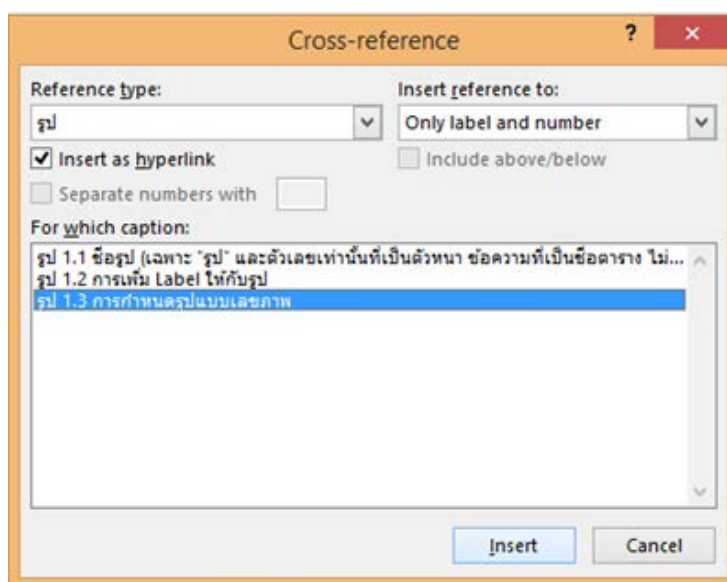 Cross-reference ?
Reference type:
Insert reference to:
รูป
Only label and number
Insert as hyperlink
Include above/below
Separate numbers with
For which caption:
รูป 1.1 ชื่อรูป (เฉพาะ "รูป" และตัวเลขเท่านั้นที่เป็นตัวหนา ข้อความที่เป็นชื่อตาราง ไม่...
รูป 1.2 การเพิ่ม Label ให้กับรูป
รูป 1.3 การกำหนดรูปแบบเลขภาพ
Insert
Cancel